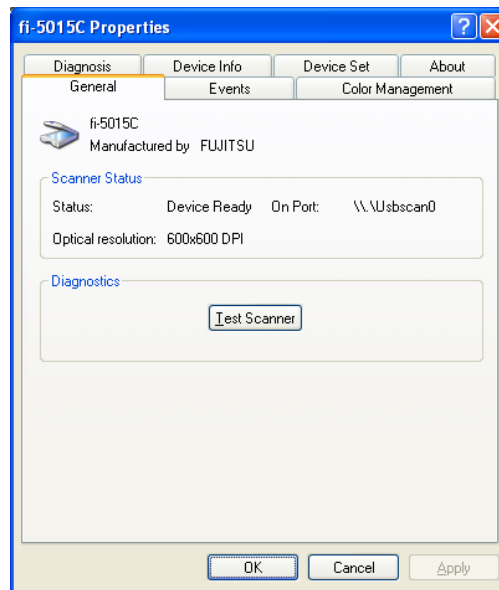 fi-5015C Properties
Diagnosis Device Info Device Set About
General Events Color Management
fi-5015C
Manufactured by FUJITSU
Scanner Status
Status: Device Ready On Port: \\.\Usbscan0
Optical resolution: 600x600 DPI
Diagnostics
Test Scanner
OK Cancel Apply